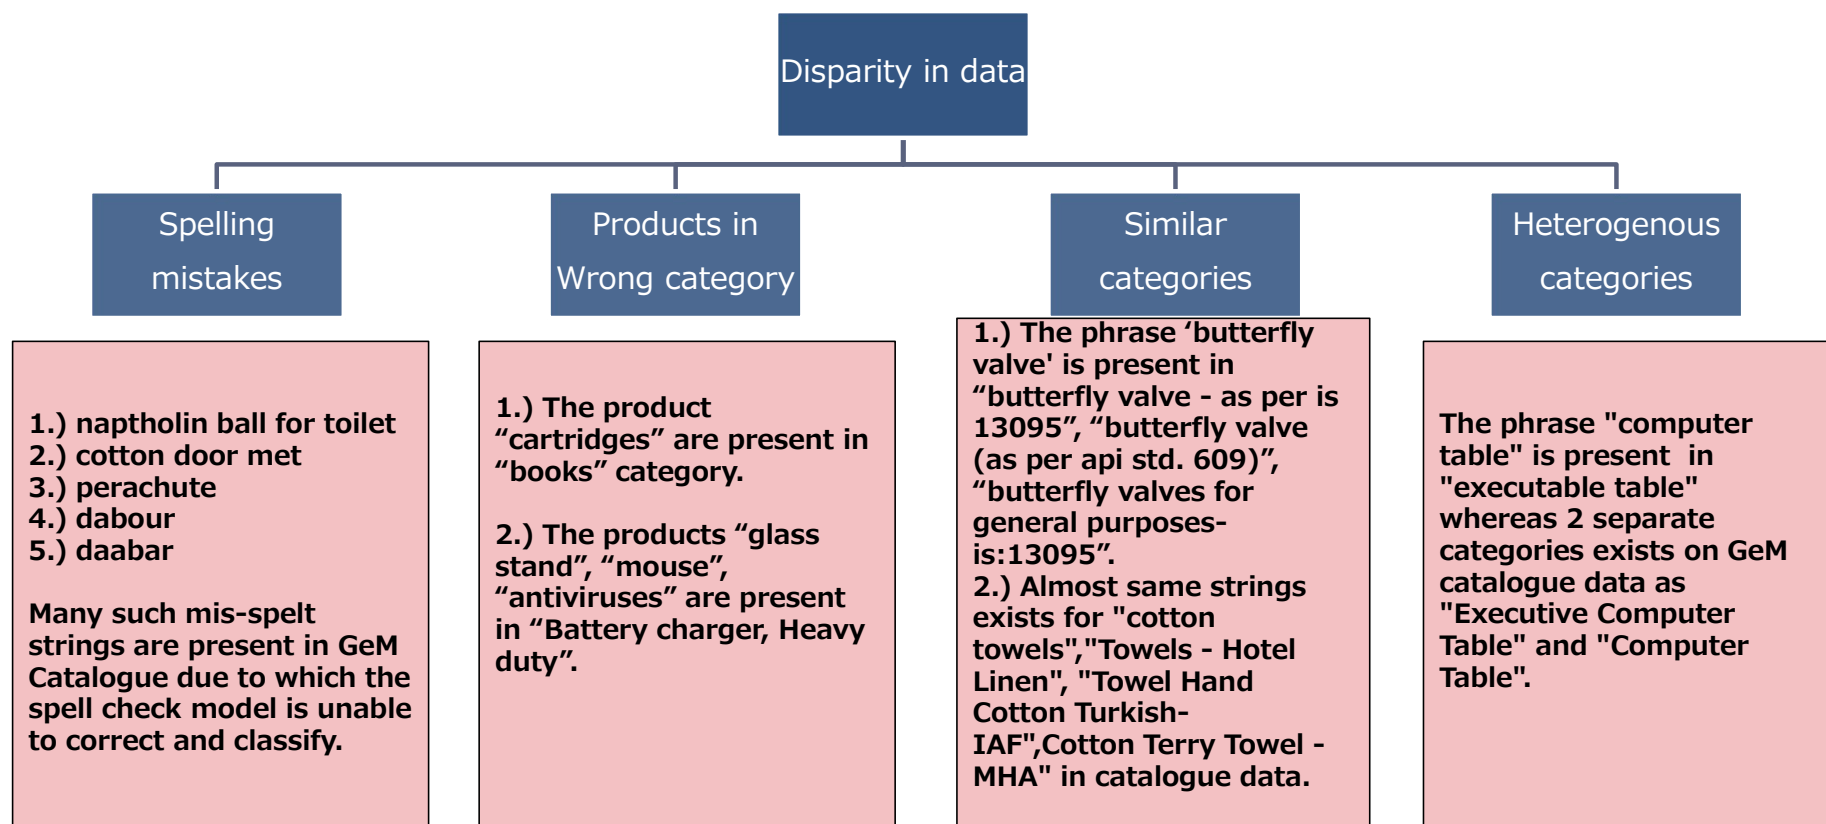 Disparity in data
Spelling
mistakes
Products in
Wrong category
Similar
categories
Heterogenous
categories
1.) naptholin ball for toilet
2.) cotton door met
3.) perachute
4.) dabour
5.) daabar
Many such mis-spelt
strings are present in GeM
Catalogue due to which the
spell check model is unable
to correct and classify.
1.) The product
“cartridges” are present in
“books” category.
2.) The products “glass
stand”, “mouse”,
“antiviruses” are present
in “Battery charger, Heavy
duty”.
1.) The phrase ‘butterfly
valve' is present in
“butterfly valve - as per is
13095”, “butterfly valve
(as per api std. 609)”,
“butterfly valves for
general purposes-
is:13095”.
2.) Almost same strings
exists for "cotton
towels","Towels - Hotel
Linen", "Towel Hand
Cotton Turkish-
IAF",Cotton Terry Towel -
MHA" in catalogue data.
The phrase "computer
table" is present  in
"executable table"
whereas 2 separate
categories exists on GeM
catalogue data as
"Executive Computer
Table" and "Computer
Table".